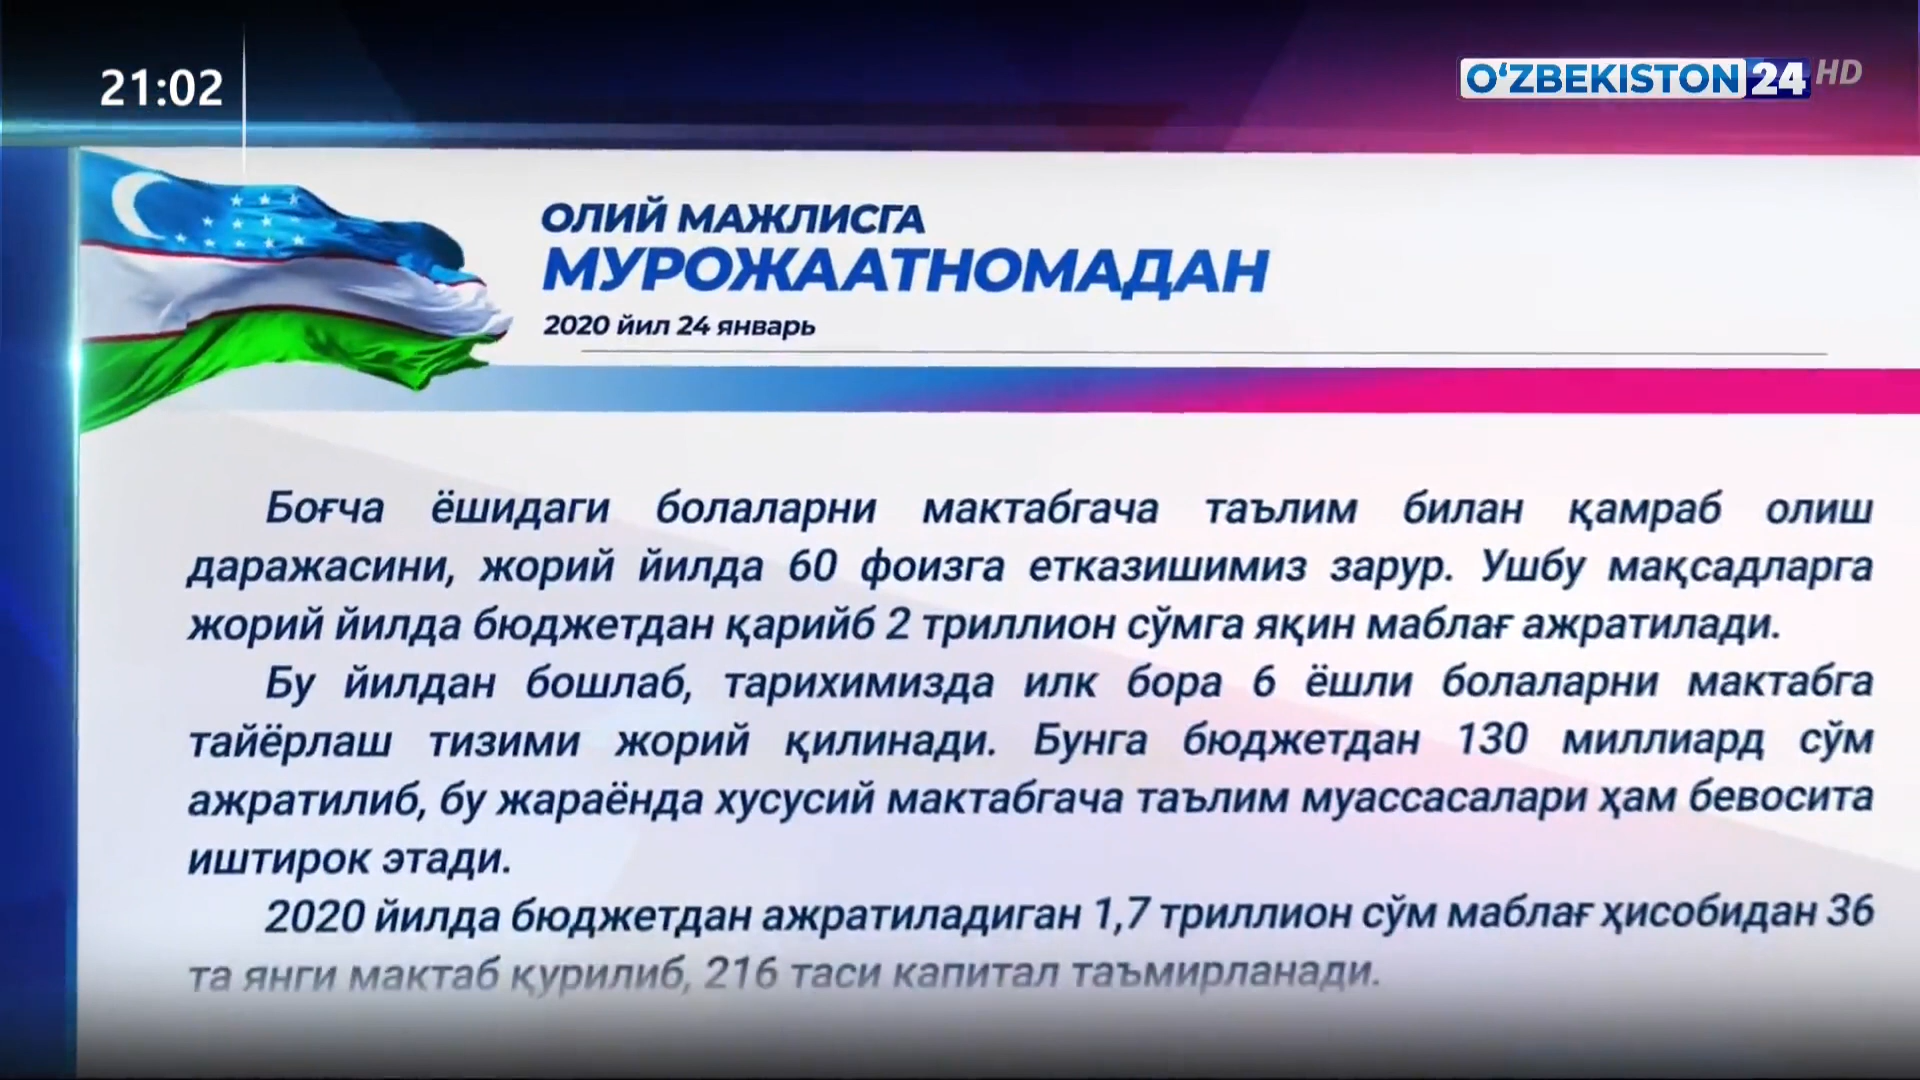 21:02
O‘ZBEKISTON 24 HD
ОЛИЙ МАЖЛИСГА
МУРОЖААТНОМАДАН
2020 йил 24 январь
Боғча ёшидаги болаларни мактабгача таълим билан қамраб олиш
даражасини, жорий йилда 60 фоизга етказишимиз зарур. Ушбу мақсадларга
жорий йилда бюджетдан қарийб 2 триллион сўмга яқин маблағ ажратилади.
Бу йилдан бошлаб, тарихимизда илк бора 6 ёшли болаларни мактабга
тайёрлаш тизими жорий қилинади. Бунга бюджетдан 130 миллиард сўм
ажратилиб, бу жараёнда хусусий мактабгача таълим муассасалари ҳам бевосита
иштирок этади.
2020 йилда бюджетдан ажратиладиган 1,7 триллион сўм маблағ ҳисобидан 36
та янги мактаб қурилиб, 216 таси капитал таъмирланади.